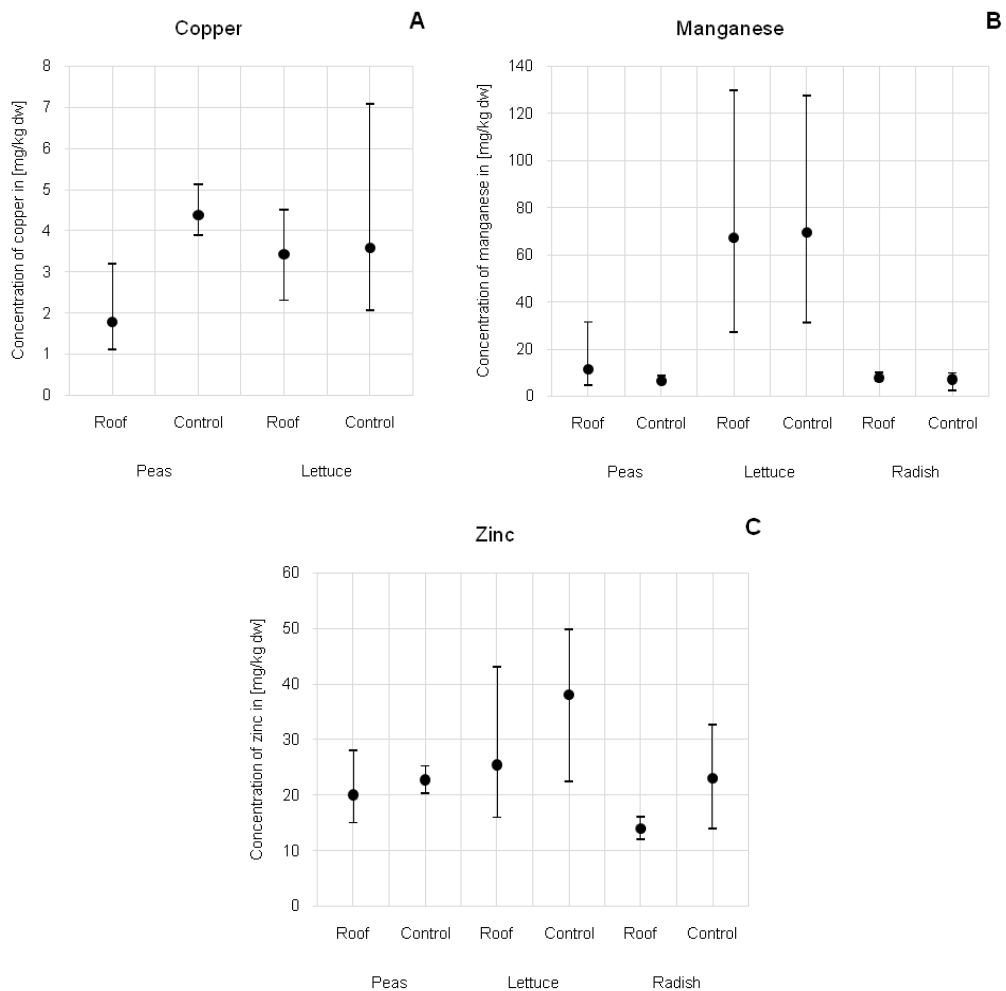 Copper
A
Concentration of copper in [mg/kg dw]
8
7
6
5
4
3
2
1
0
Roof Control Roof Control
Peas Lettuce
Manganese
B
Concentration of manganese in [mg/kg dw]
140
120
100
80
60
40
20
0
Roof Control Roof Control Roof Control
Peas Lettuce Radish
Zinc
C
Concentration of zinc in [mg/kg dw]
60
50
40
30
20
10
0
Roof Control Roof Control Roof Control
Peas Lettuce Radish